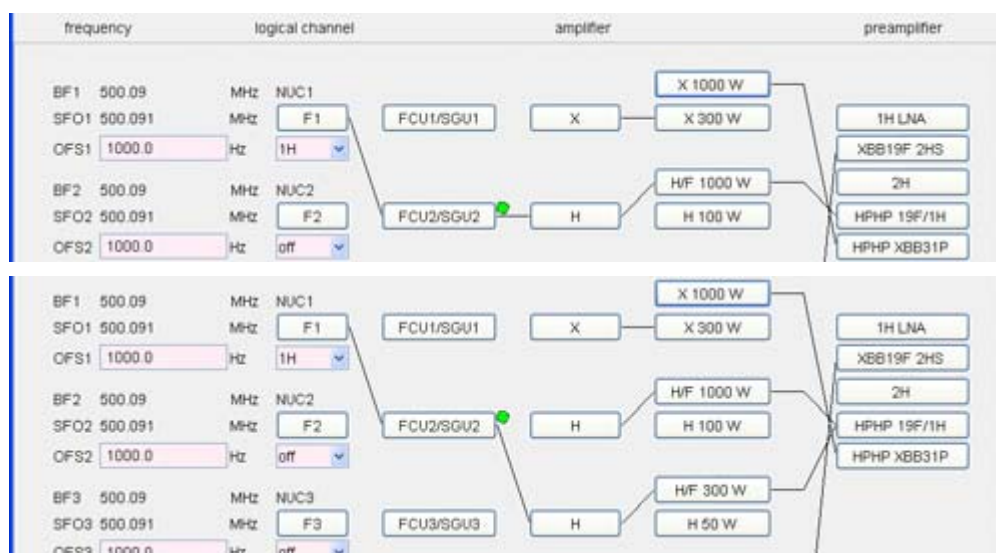 frequency logical channel amplifier preamplifier
X 1000 W
BF1 500.09 MHz NUC1
SFO1 500.091 MHz F1 FCU1/SGU1 X X 300 W 1H LNA
OFS1 1000.0 Hz 1H XBB19F 2HS
H/F 1000 W 2H
BF2 500.09 MHz NUC2
SFO2 500.091 MHz F2 FCU2/SGU2 H H 100 W HPHP 19F/1H
OFS2 1000.0 Hz off HPHP XBB31P
X 1000 W
BF1 500.09 MHz NUC1
SFO1 500.091 MHz F1 FCU1/SGU1 X X 300 W 1H LNA
OFS1 1000.0 Hz 1H XBB19F 2HS
H/F 1000 W 2H
BF2 500.09 MHz NUC2
SFO2 500.091 MHz F2 FCU2/SGU2 H H 100 W HPHP 19F/1H
OFS2 1000.0 Hz off HPHP XBB31P
H/F 300 W
BF3 500.09 MHz NUC3
SFO3 500.091 MHz F3 FCU3/SGU3 H H 50 W
OFS3 1000.0 Hz off